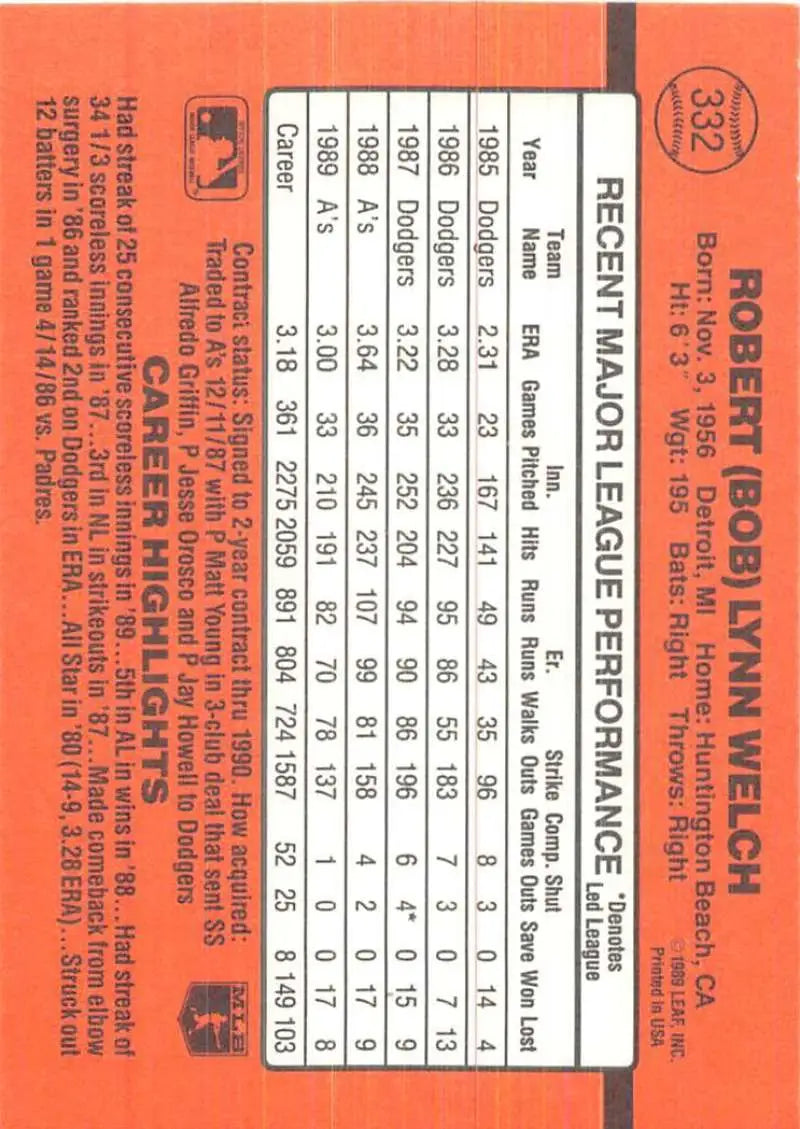 332
ROBERT (BOB) LYNN WELCH
Born: Nov. 3, 1956 Detroit, MI Home: Huntington Beach, CA
Ht: 6'3" Wgt: 195 Bats: Right Throws: Right
© 1989 LEAF, INC.
Printed in USA
RECENT MAJOR LEAGUE PERFORMANCE
*Denotes
Led League
Team Inn. Er. Strike Comp. Shut
Year Name ERA Games Pitched Hits Runs Runs Walks Outs Games Outs Save Won Lost
1985 Dodgers 2.31 23 167 141 49 43 35 96 8 3 0 14 4
1986 Dodgers 3.28 33 236 227 95 86 55 183 7 3 0 7 13
1987 Dodgers 3.22 35 252 204 94 90 86 196 6 4* 0 15 9
1988 A's 3.64 36 245 237 107 99 81 158 4 2 0 17 9
1989 A's 3.00 33 210 191 82 70 78 137 1 0 0 17 8
Career 3.18 361 2275 2059 891 804 724 1587 52 25 8 149 103
Contract status: Signed to 2-year contract thru 1990. How acquired:
Traded to A's 12/11/87 with P Matt Young in 3-club deal that sent SS
Alfredo Griffin, P Jesse Orosco and P Jay Howell to Dodgers
MLB
CAREER HIGHLIGHTS
Had streak of 25 consecutive scoreless innings in '89...5th in AL in wins in '88...Had streak of
34 1/3 scoreless innings in '87...3rd in NL in strikeouts in '87...Made comeback from elbow
surgery in '86 and ranked 2nd on Dodgers in ERA...All Star in '80 (14-9, 3.28 ERA)...Struck out
12 batters in 1 game 4/14/86 vs. Padres.